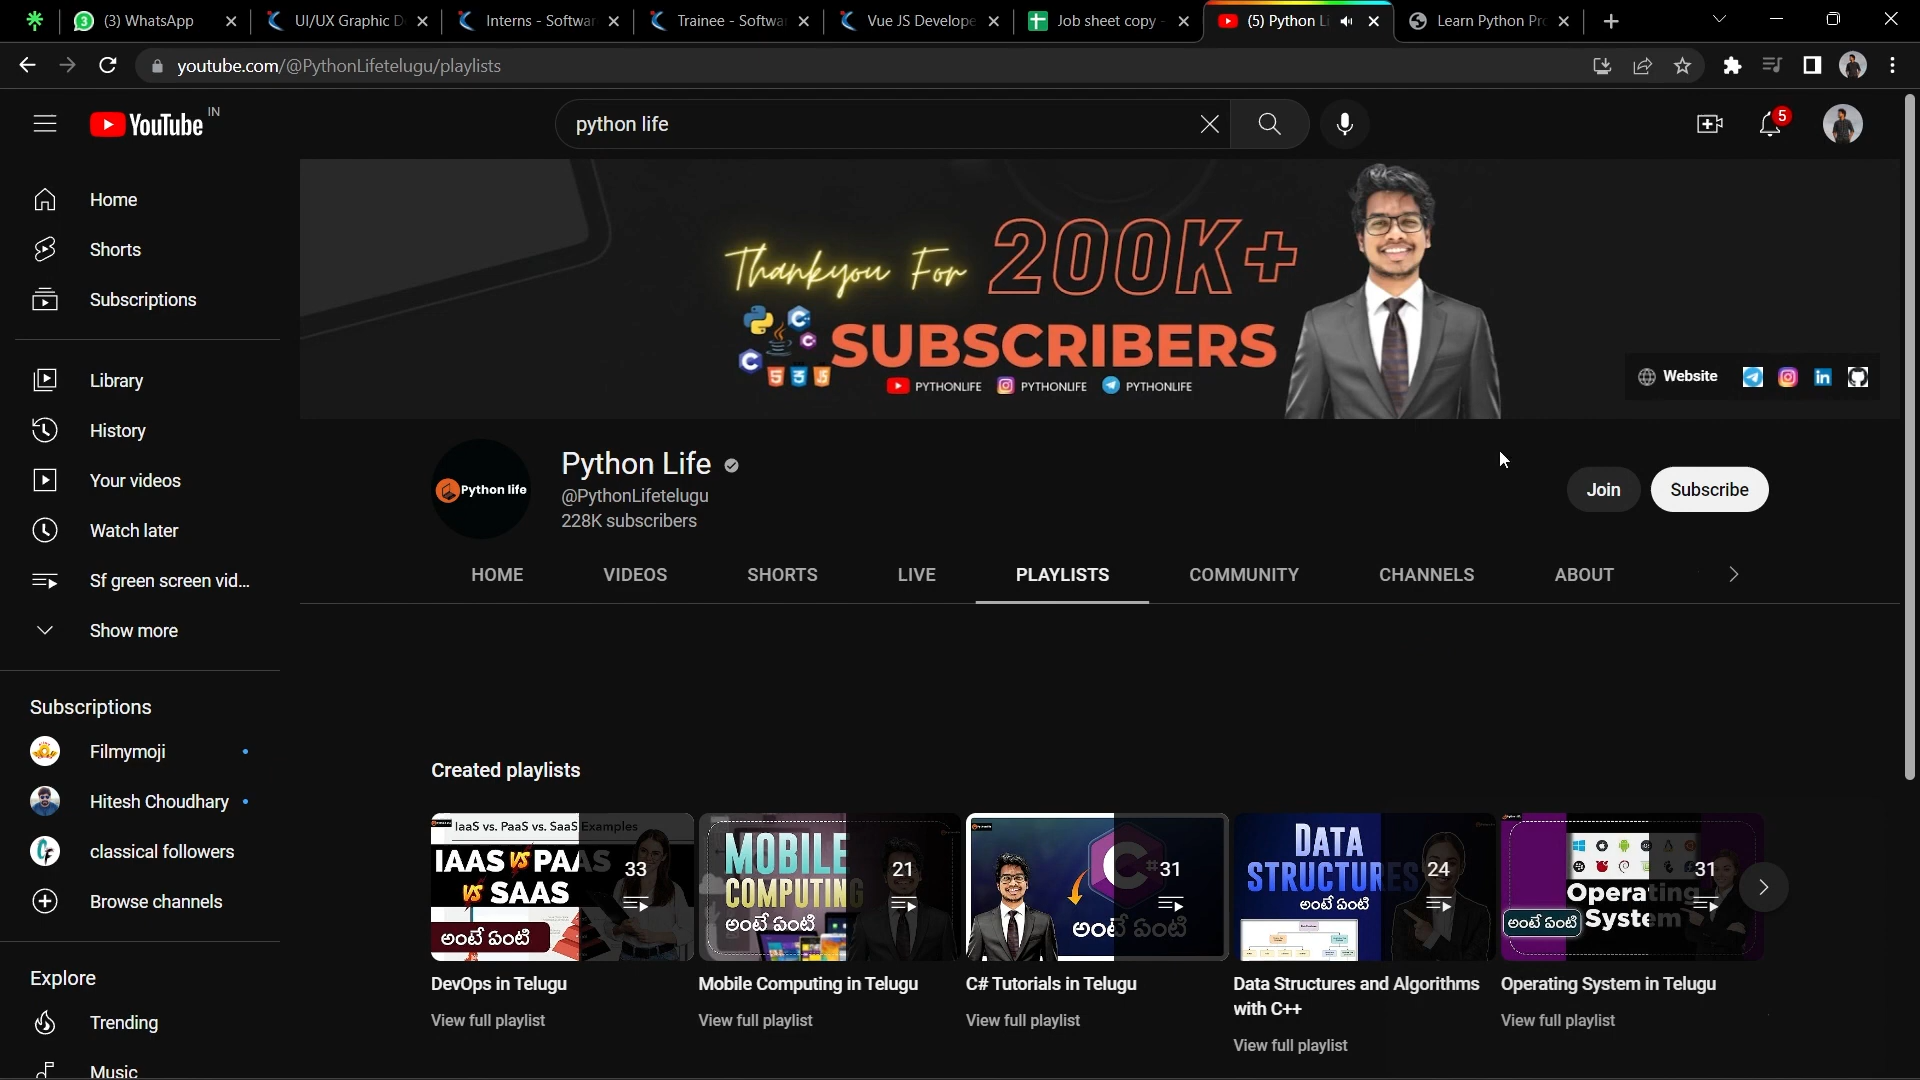 (3) WhatsApp
UI/UX Graphic D
Interns - Softwar
Trainee - Softwa
Vue JS Develope
Job sheet copy -
(5) Python Li
Learn Python Pro
youtube.com/@PythonLifetelugu/playlists
YouTube IN
python life
5
Home
Shorts
Subscriptions
Library
History
Your videos
Watch later
Sf green screen vid...
Show more
Subscriptions
Filmymoji
Hitesh Choudhary
classical followers
Browse channels
Explore
Trending
Music
Thankyou For 200K+
SUBSCRIBERS
PYTHONLIFE PYTHONLIFE PYTHONLIFE
Website
Python life
Python Life
@PythonLifetelugu
228K subscribers
Join
Subscribe
HOME VIDEOS SHORTS LIVE PLAYLISTS COMMUNITY CHANNELS ABOUT
Created playlists
IaaS vs. PaaS vs. SaaS Examples
IAAS VS PAAS
VS SAAS
అంటే ఏంటి
33
DevOps in Telugu
View full playlist
MOBILE
COMPUTING
అంటే ఏంటి
21
Mobile Computing in Telugu
View full playlist
C#
అంటే ఏంటి
31
C# Tutorials in Telugu
View full playlist
DATA
STRUCTURES
అంటే ఏంటి
24
Data Structures and Algorithms
with C++
View full playlist
Operating
System
అంటే ఏంటి
31
Operating System in Telugu
View full playlist